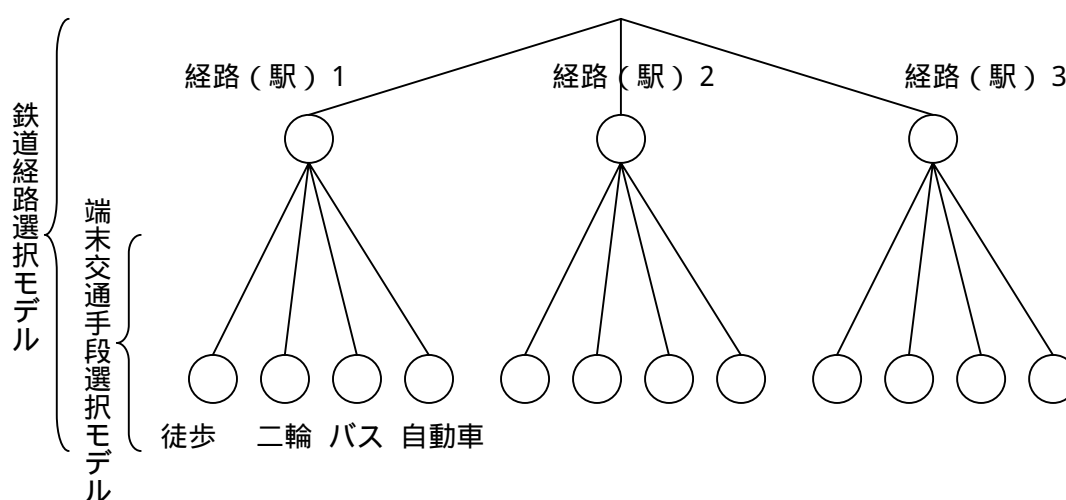 経路（駅）1
経路（駅）2
経路（駅）3
鉄道経路選択モデル
端末交通手段選択モデル
徒歩 二輪 バス 自動車